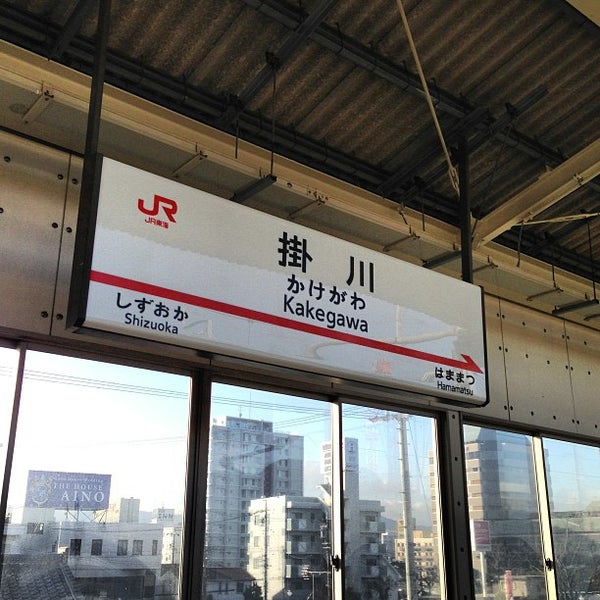 JR
JR東海
掛川
かけがわ
Kakegawa
しずおか
Shizuoka
はままつ
Hamamatsu
THE HOUSE
AINO